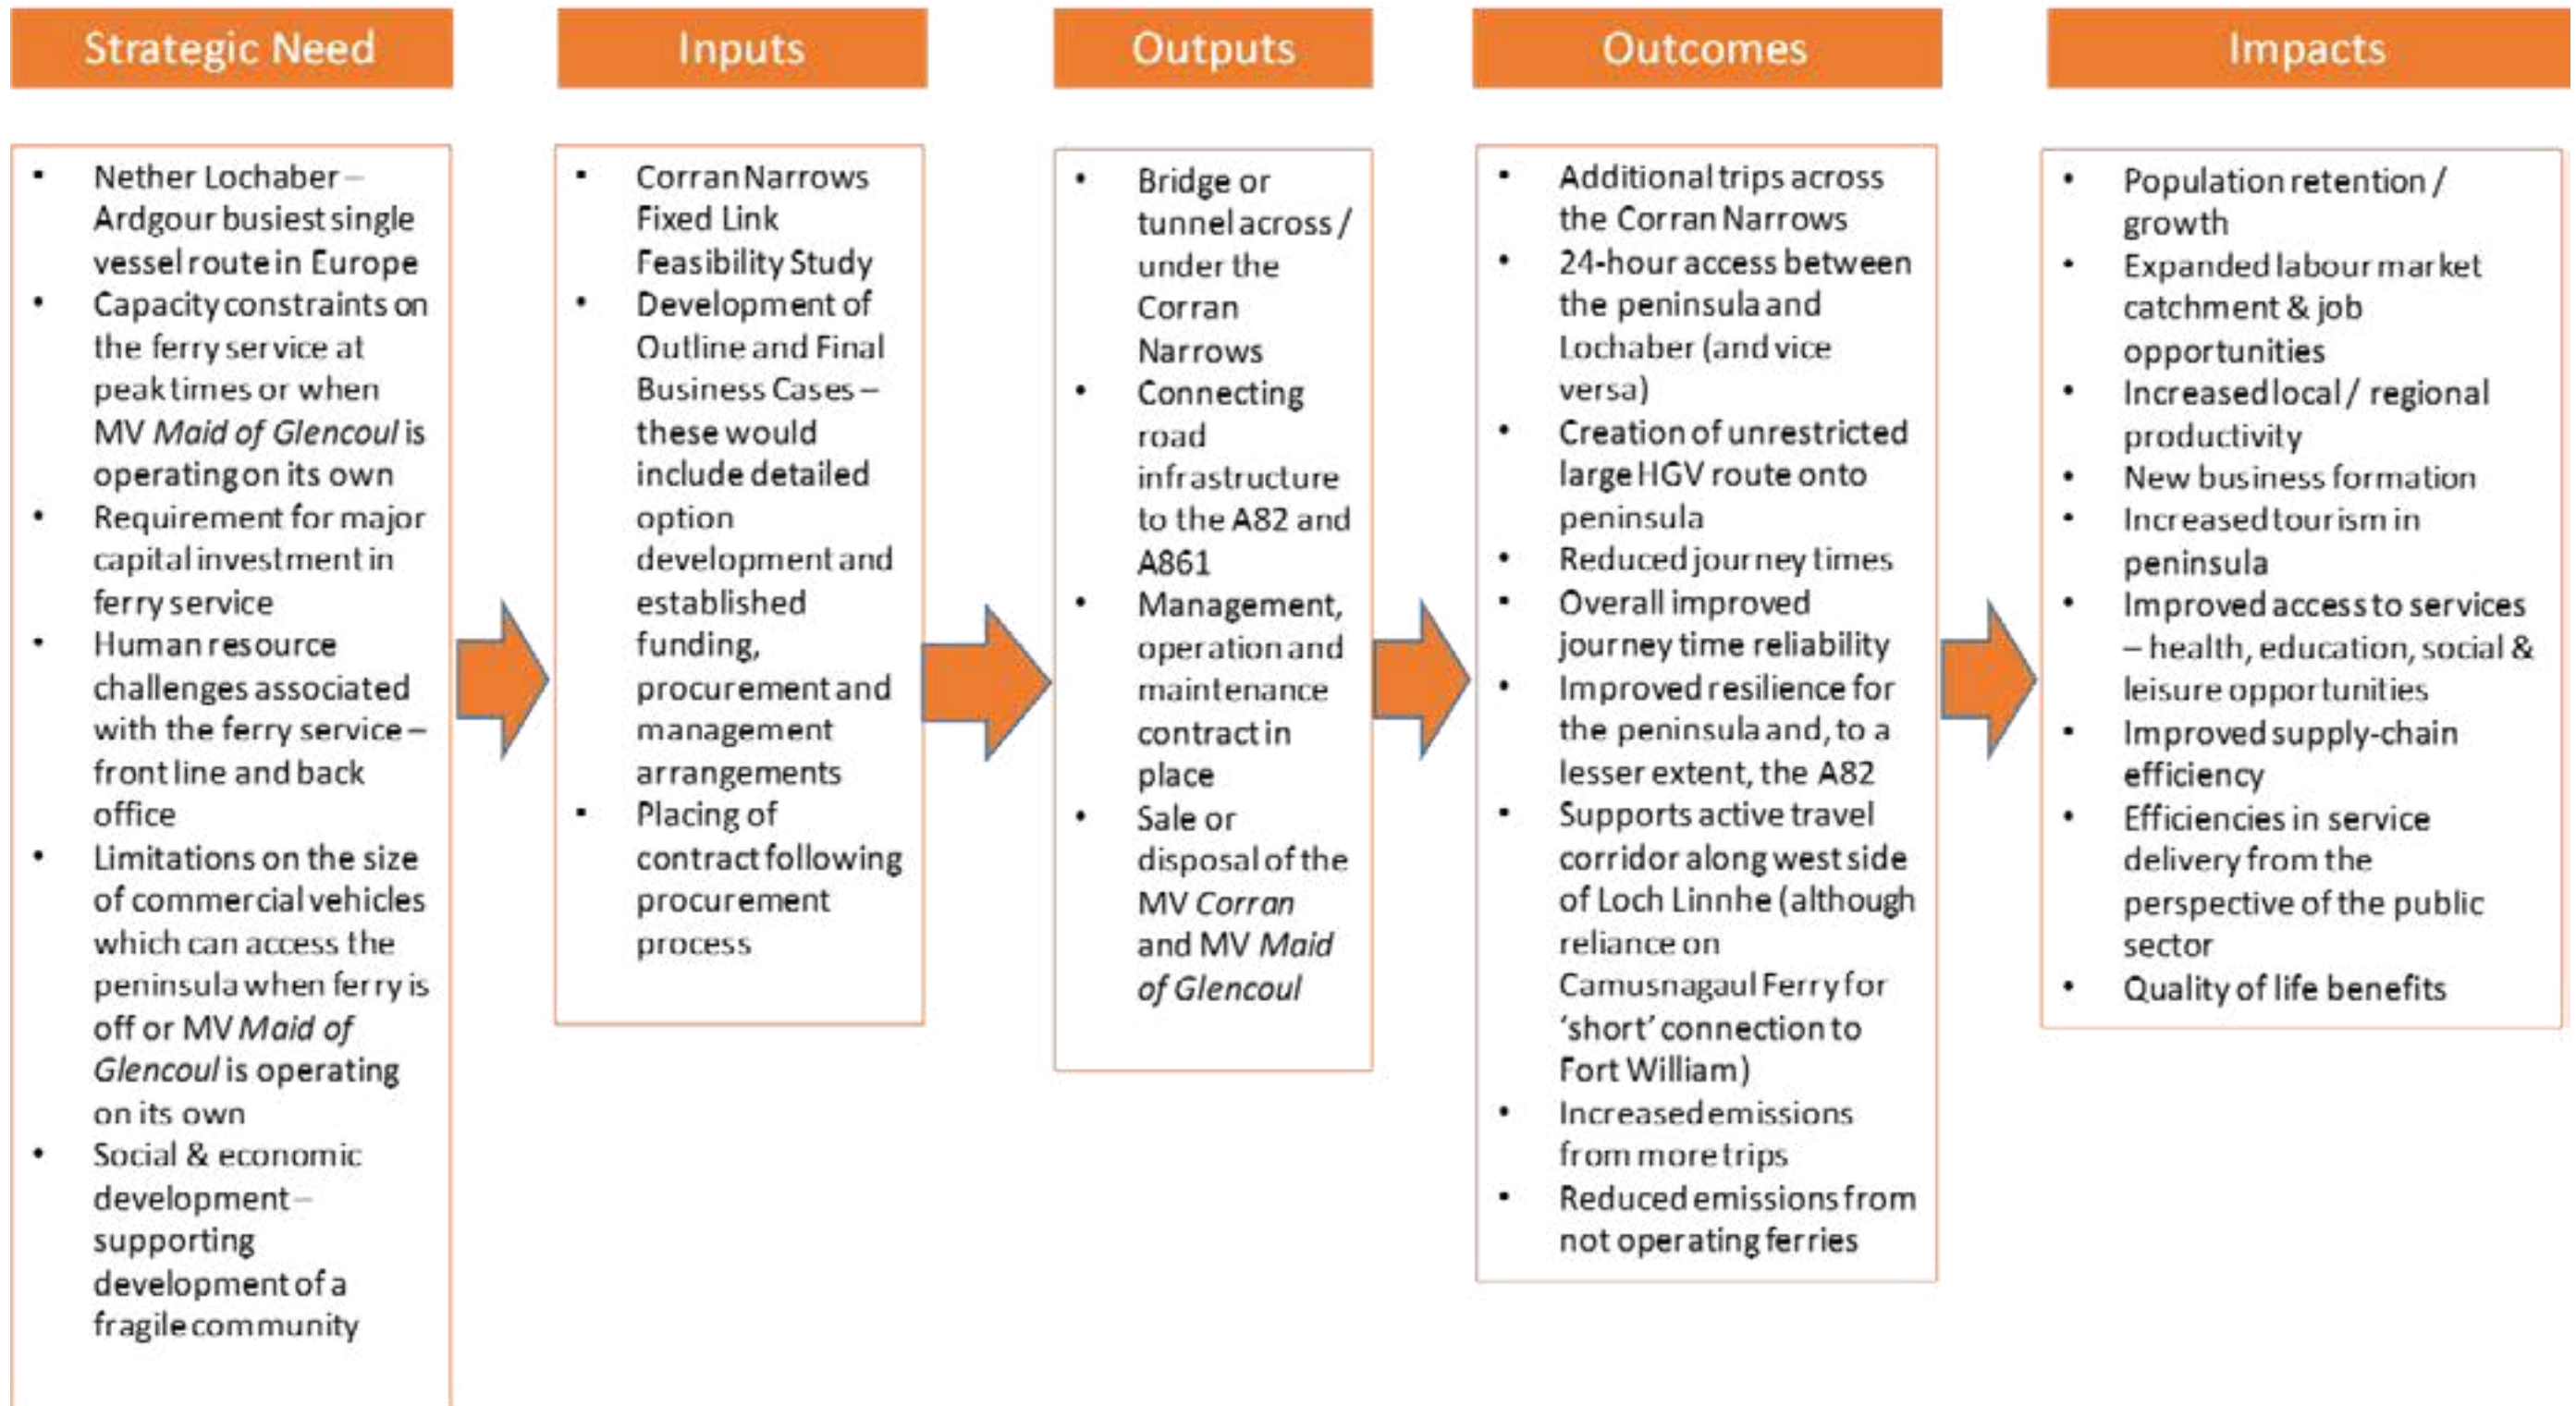 Strategic Need
Nether Lochaber –
Ardgour busiest single
vessel route in Europe
Capacity constraints on
the ferry service at
peak times or when
MV Maid of Glencoul is
operating on its own
Requirement for major
capital investment in
ferry service
Human resource
challenges associated
with the ferry service –
front line and back
office
Limitations on the size
of commercial vehicles
which can access the
peninsula when ferry is
off or MV Maid of
Glencoul is operating
on its own
Social & economic
development –
supporting
development of a
fragile community
Inputs
Corran Narrows
Fixed Link
Feasibility Study
Development of
Outline and Final
Business Cases –
these would
include detailed
option
development and
established
funding,
procurement and
management
arrangements
Placing of
contract following
procurement
process
Outputs
Bridge or
tunnel across /
under the
Corran
Narrows
Connecting
road
infrastructure
to the A82 and
A861
Management,
operation and
maintenance
contract in
place
Sale or
disposal of the
MV Corran
and MV Maid
of Glencoul
Outcomes
Additional trips across
the Corran Narrows
24-hour access between
the peninsula and
Lochaber (and vice
versa)
Creation of unrestricted
large HGV route onto
peninsula
Reduced journey times
Overall improved
journey time reliability
Improved resilience for
the peninsula and, to a
lesser extent, the A82
Supports active travel
corridor along west side
of Loch Linnhe (although
reliance on
Camusnagaul Ferry for
‘short’ connection to
Fort William)
Increased emissions
from more trips
Reduced emissions from
not operating ferries
Impacts
Population retention /
growth
Expanded labour market
catchment & job
opportunities
Increased local / regional
productivity
New business formation
Increased tourism in
peninsula
Improved access to services
– health, education, social &
leisure opportunities
Improved supply-chain
efficiency
Efficiencies in service
delivery from the
perspective of the public
sector
Quality of life benefits